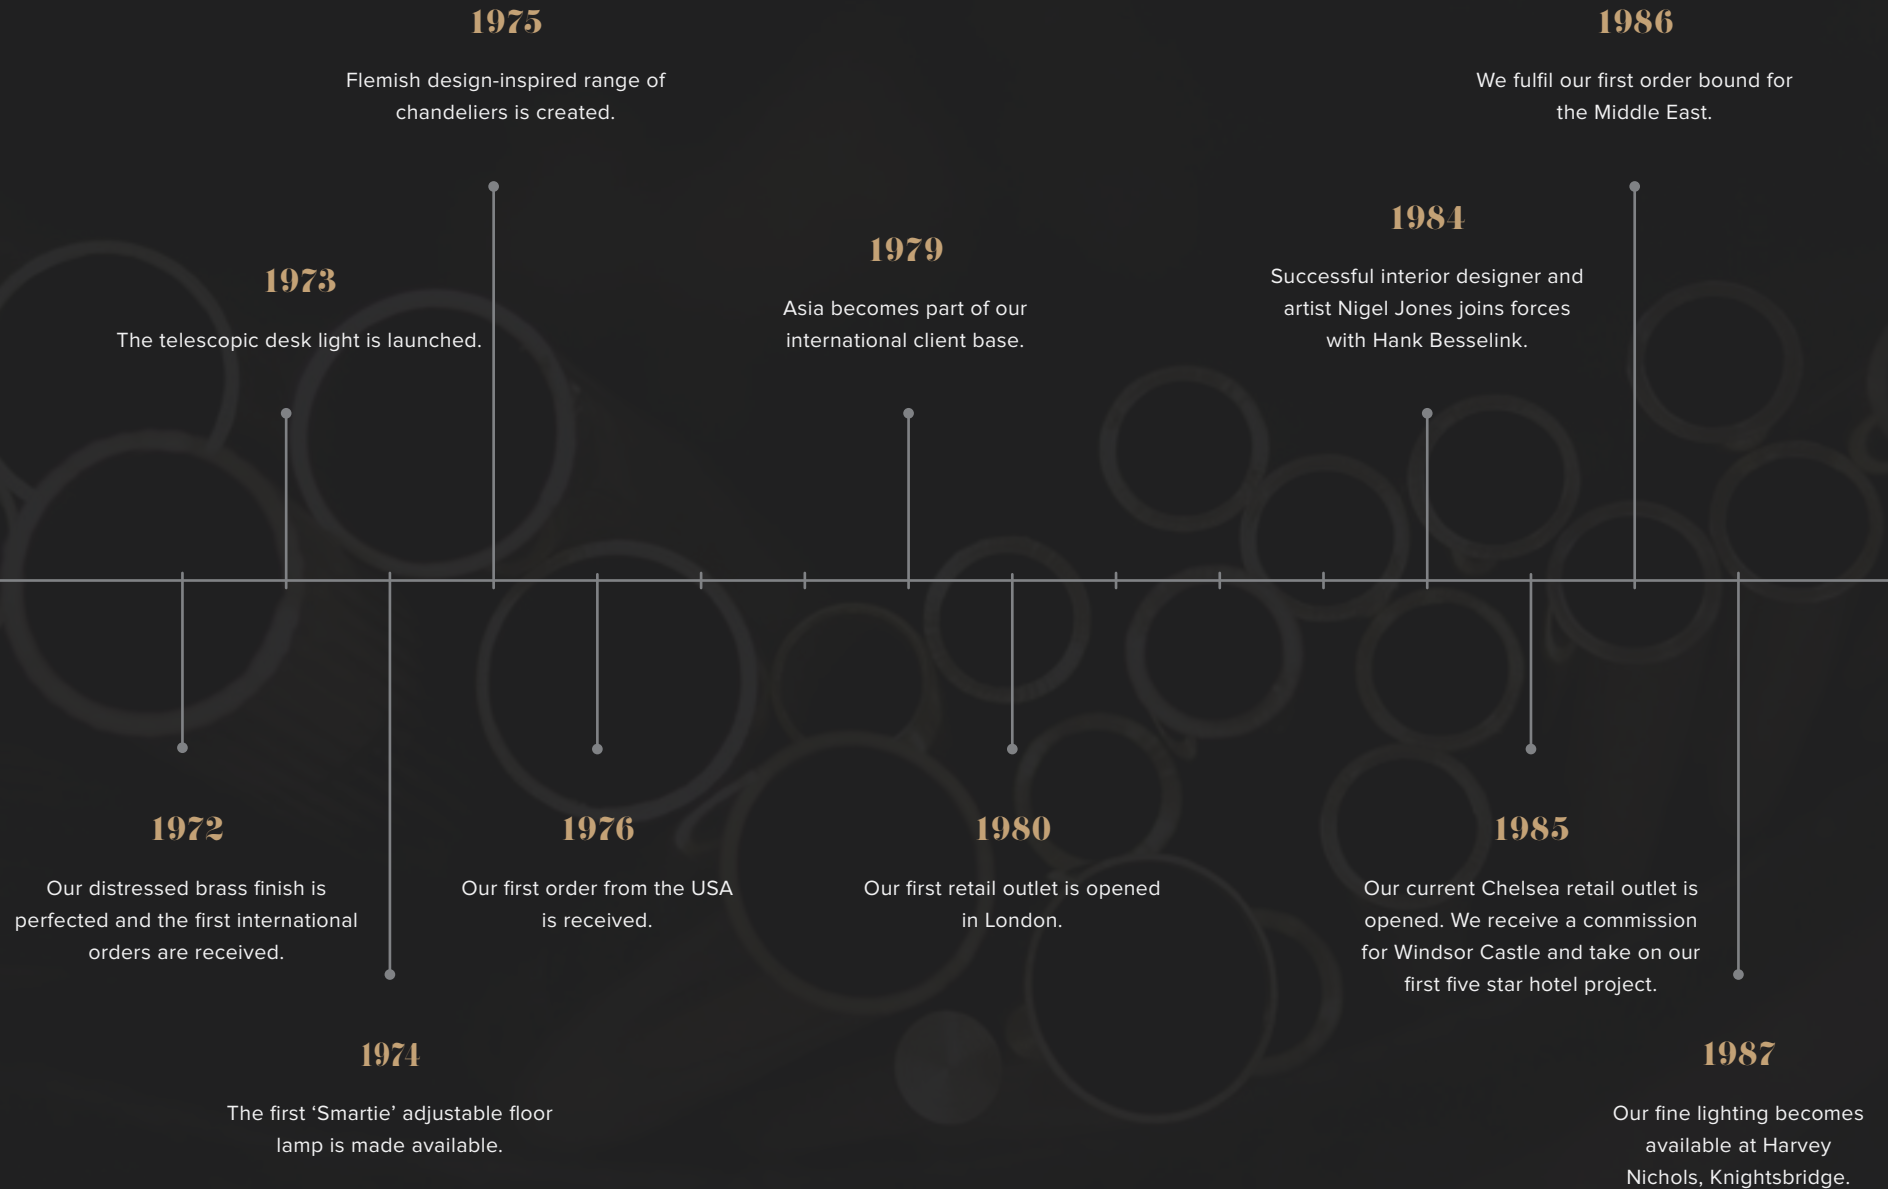 1975
Flemish design-inspired range of
chandeliers is created.
1986
We fulfil our first order bound for
the Middle East.
1973
The telescopic desk light is launched.
1979
Asia becomes part of our
international client base.
1984
Successful interior designer and
artist Nigel Jones joins forces
with Hank Besselink.
1972
Our distressed brass finish is
perfected and the first international
orders are received.
1976
Our first order from the USA
is received.
1980
Our first retail outlet is opened
in London.
1985
Our current Chelsea retail outlet is
opened. We receive a commission
for Windsor Castle and take on our
first five star hotel project.
1974
The first ‘Smartie’ adjustable floor
lamp is made available.
1987
Our fine lighting becomes
available at Harvey
Nichols, Knightsbridge.